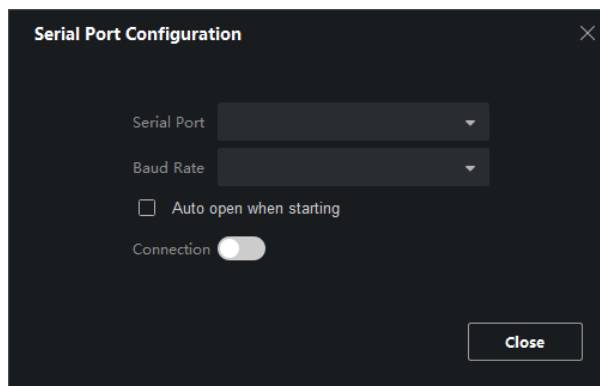 Serial Port Configuration
Serial Port
Baud Rate
Auto open when starting
Connection
Close